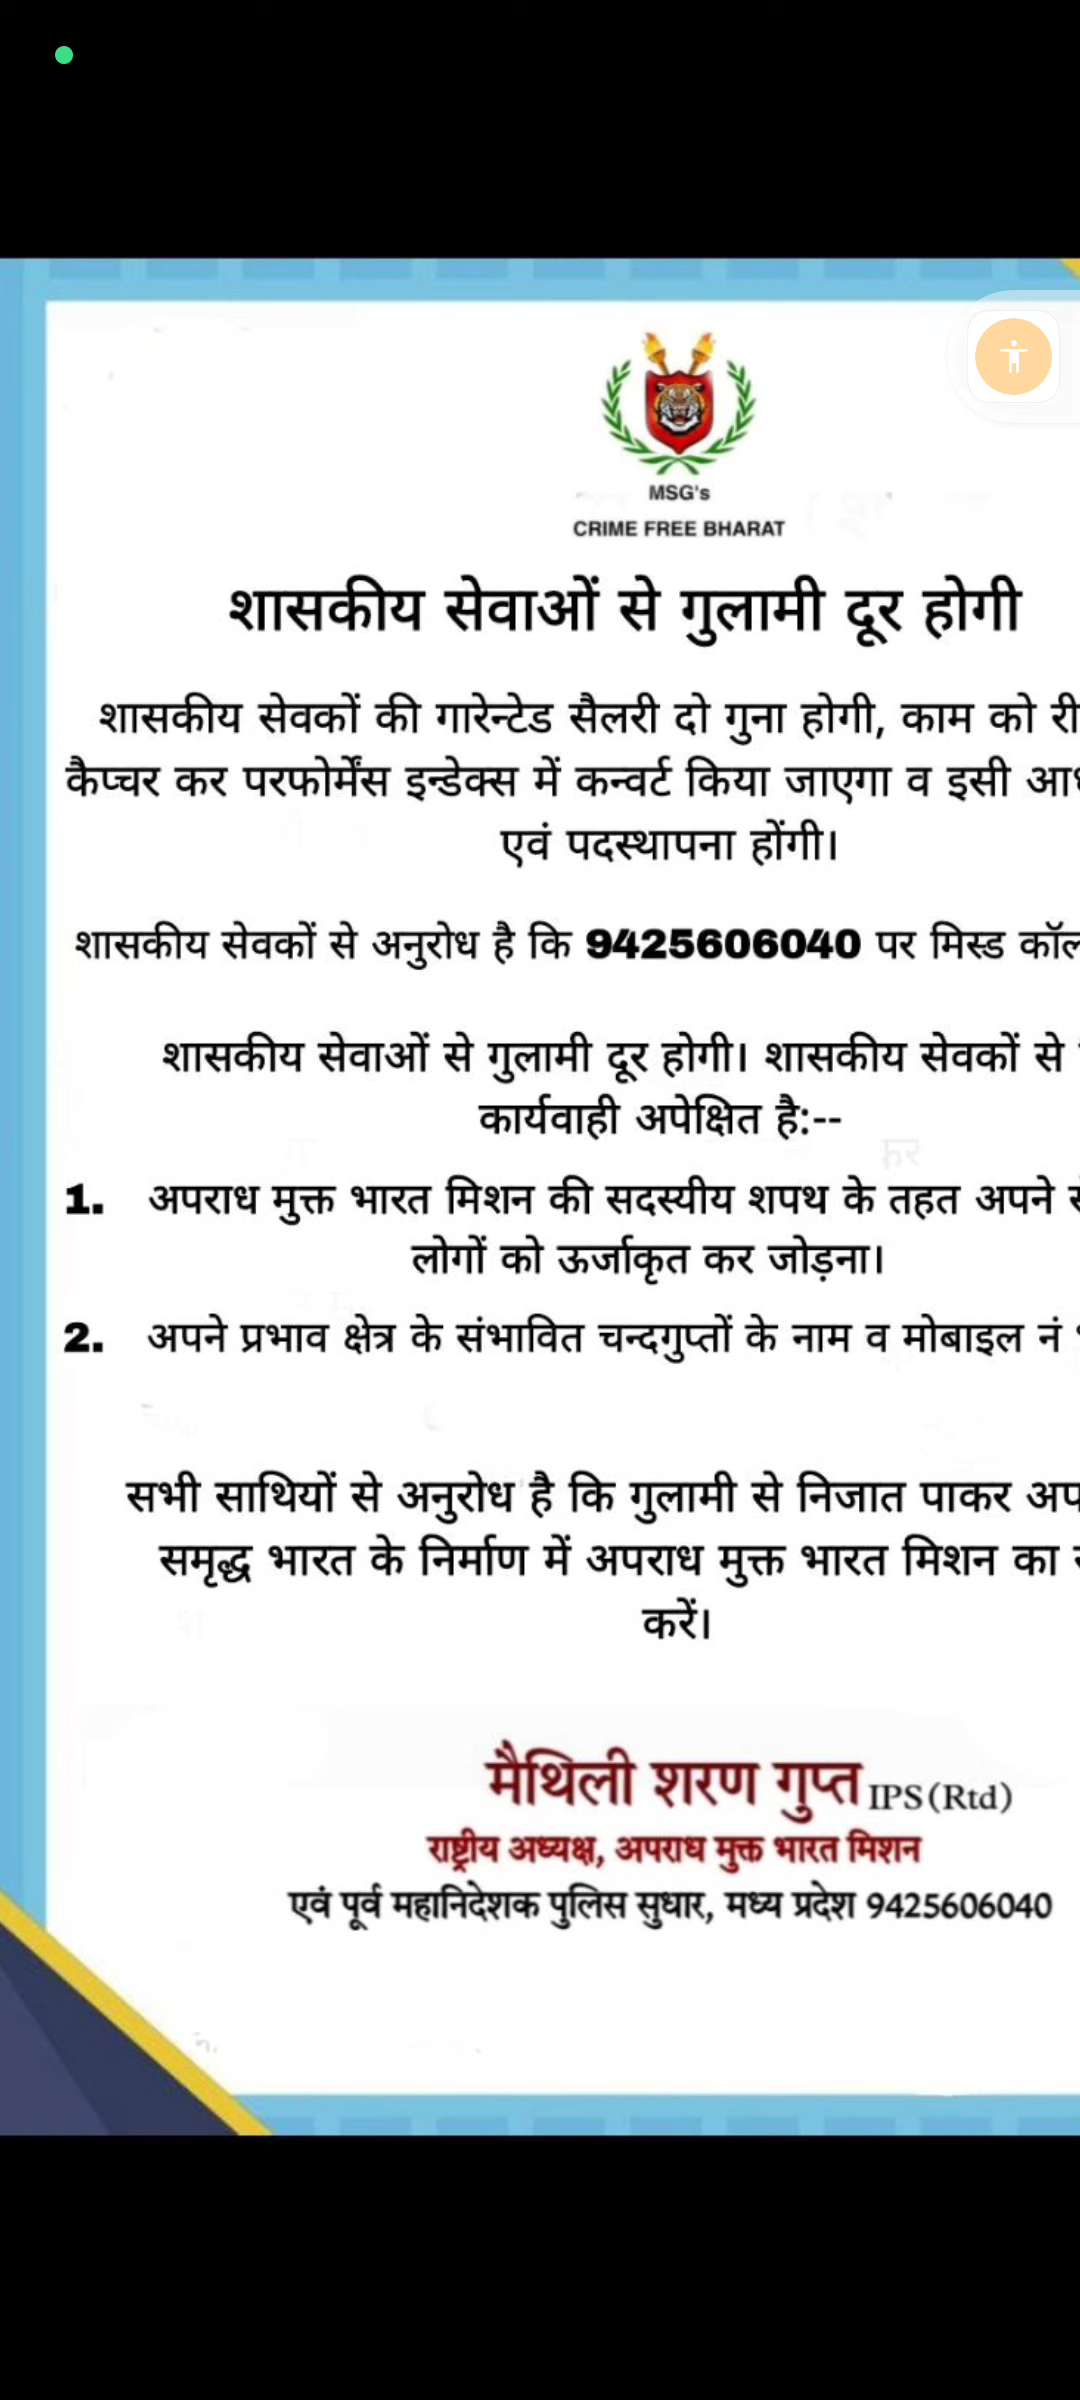 MSG's
CRIME FREE BHARAT
शासकीय सेवाओं से गुलामी दूर होगी
शासकीय सेवकों की गारेन्टेड सैलरी दो गुना होगी, काम को
कैप्चर कर परफोर्मेंस इन्डेक्स में कन्वर्ट किया जाएगा व इसी
एवं पदस्थापना होंगी।
शासकीय सेवकों से अनुरोध है कि 9425606040 पर मिस्ड कॉल
शासकीय सेवाओं से गुलामी दूर होगी। शासकीय सेवकों से
कार्यवाही अपेक्षित है:--
1. अपराध मुक्त भारत मिशन की सदस्यीय शपथ के तहत अपने
लोगों को ऊर्जाकृत कर जोड़ना।
2. अपने प्रभाव क्षेत्र के संभावित चन्दगुप्तों के नाम व मोबाइल नं
सभी साथियों से अनुरोध है कि गुलामी से निजात पाकर
समृद्ध भारत के निर्माण में अपराध मुक्त भारत मिशन का
करें।
मैथिली शरण गुप्त IPS (Rtd)
राष्ट्रीय अध्यक्ष, अपराध मुक्त भारत मिशन
एवं पूर्व महानिदेशक पुलिस सुधार, मध्य प्रदेश 9425606040